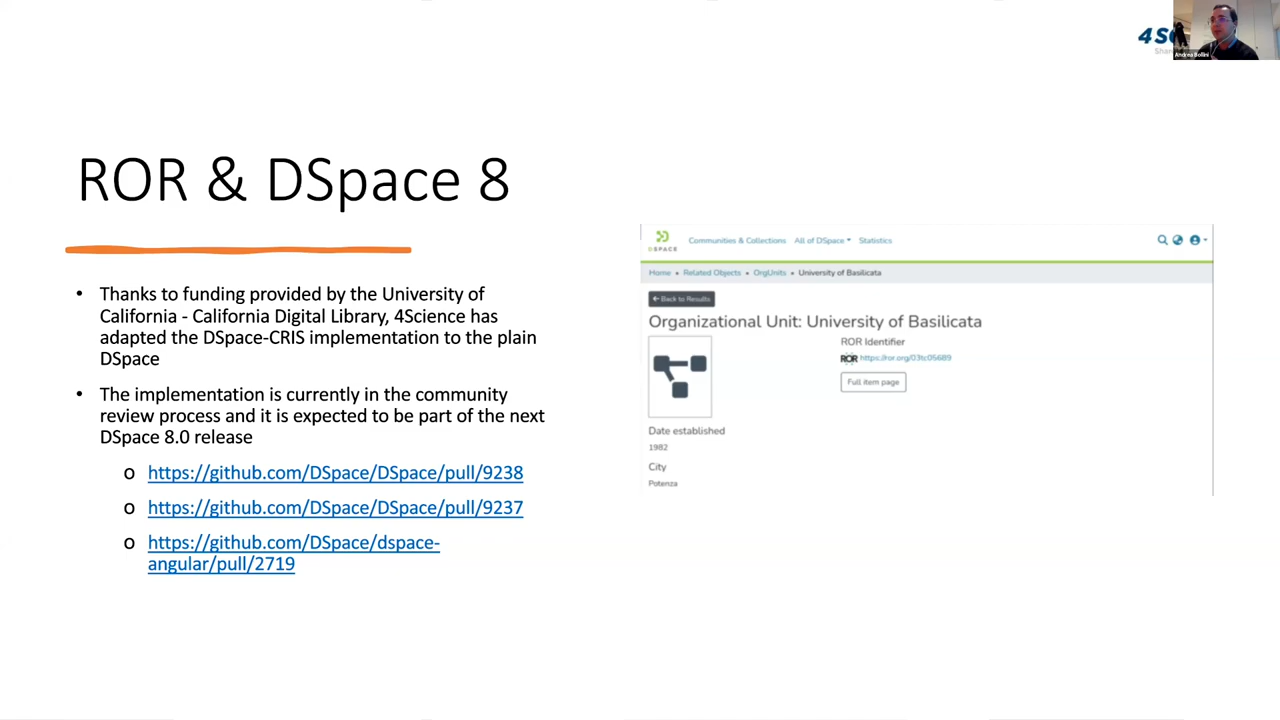 4S
Andrea Bollini
ROR & DSpace 8
• Thanks to funding provided by the University of
California - California Digital Library, 4Science has
adapted the DSpace-CRIS implementation to the plain
DSpace
• The implementation is currently in the community
review process and it is expected to be part of the next
DSpace 8.0 release
o https://github.com/DSpace/DSpace/pull/9238
o https://github.com/DSpace/DSpace/pull/9237
o https://github.com/DSpace/dspace-
angular/pull/2719
DSPACE
Communities & Collections All of DSpace Statistics
Home • Related Objects • OrgUnits • University of Basilicata
Back to Results
Organizational Unit: University of Basilicata
ROR Identifier
ROR https://ror.org/03tc05689
Full item page
Date established
1982
City
Potenza